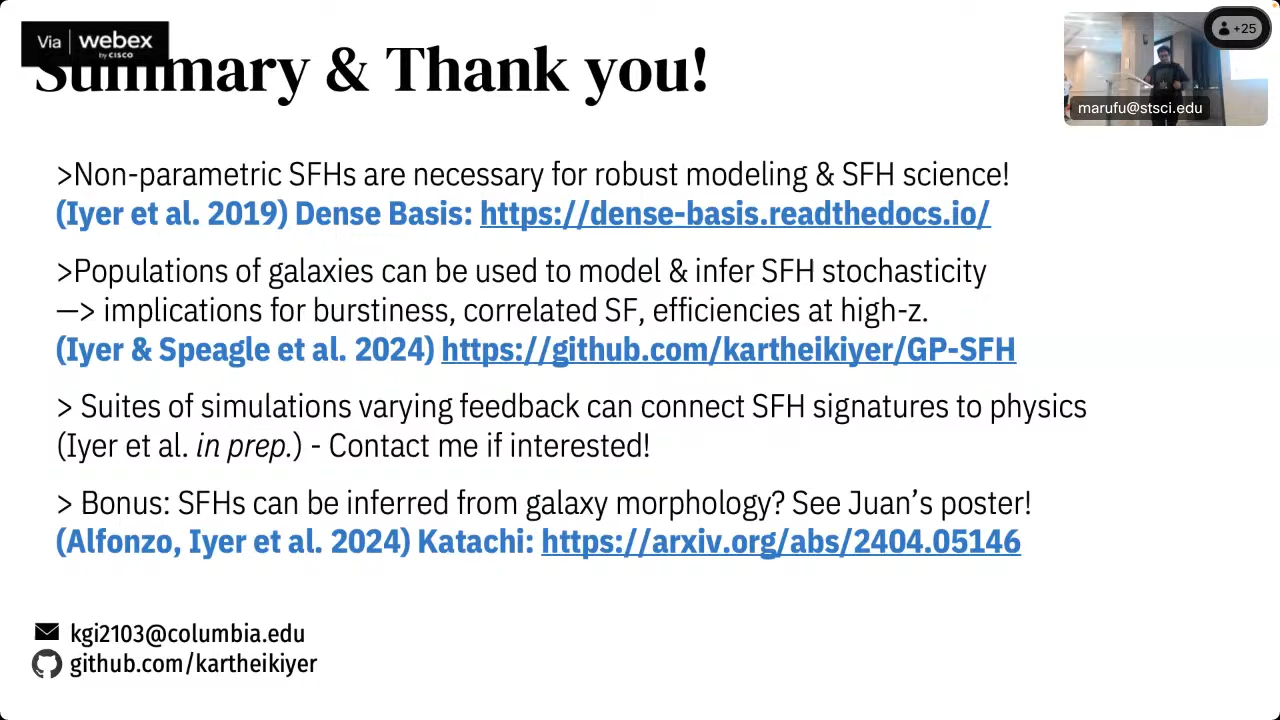 Via webex
by CISCO
Summary & Thank you!
+25
marufu@stsci.edu
>Non-parametric SFHs are necessary for robust modeling & SFH science!
(Iyer et al. 2019) Dense Basis: https://dense-basis.readthedocs.io/
>Populations of galaxies can be used to model & infer SFH stochasticity
—> implications for burstiness, correlated SF, efficiencies at high-z.
(Iyer & Speagle et al. 2024) https://github.com/kartheikiyer/GP-SFH
> Suites of simulations varying feedback can connect SFH signatures to physics
(Iyer et al. in prep.) - Contact me if interested!
> Bonus: SFHs can be inferred from galaxy morphology? See Juan’s poster!
(Alfonzo, Iyer et al. 2024) Katachi: https://arxiv.org/abs/2404.05146
kgi2103@columbia.edu
github.com/kartheikiyer